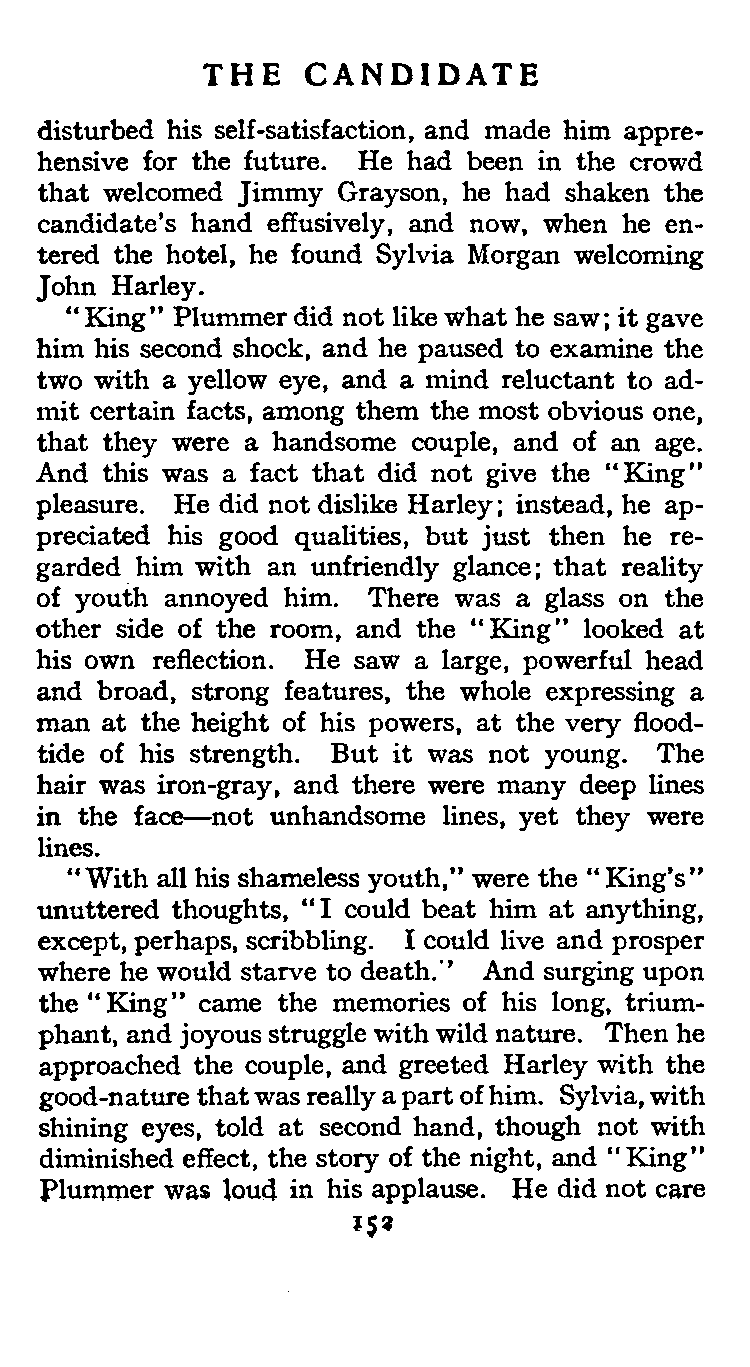 THE CANDIDATE
disturbed his self-satisfaction, and made him appre-
hensive for the future. He had been in the crowd
that welcomed Jimmy Grayson, he had shaken the
candidate's hand effusively, and now, when he en-
tered the hotel, he found Sylvia Morgan welcoming
John Harley.
"King" Plummer did not like what he saw; it gave
him his second shock, and he paused to examine the
two with a yellow eye, and a mind reluctant to ad-
mit certain facts, among them the most obvious one,
that they were a handsome couple, and of an age.
And this was a fact that did not give the "King"
pleasure. He did not dislike Harley; instead, he ap-
preciated his good qualities, but just then he re-
garded him with an unfriendly glance; that reality
of youth annoyed him. There was a glass on the
other side of the room, and the "King" looked at
his own reflection. He saw a large, powerful head
and broad, strong features, the whole expressing a
man at the height of his powers, at the very flood-
tide of his strength. But it was not young. The
hair was iron-gray, and there were many deep lines
in the face—not unhandsome lines, yet they were
lines.
"With all his shameless youth," were the "King's"
unuttered thoughts, "I could beat him at anything,
except, perhaps, scribbling. I could live and prosper
where he would starve to death." And surging upon
the "King" came the memories of his long, trium-
phant, and joyous struggle with wild nature. Then he
approached the couple, and greeted Harley with the
good-nature that was really a part of him. Sylvia, with
shining eyes, told at second hand, though not with
diminished effect, the story of the night, and "King"
Plummer was loud in his applause. He did not care
152